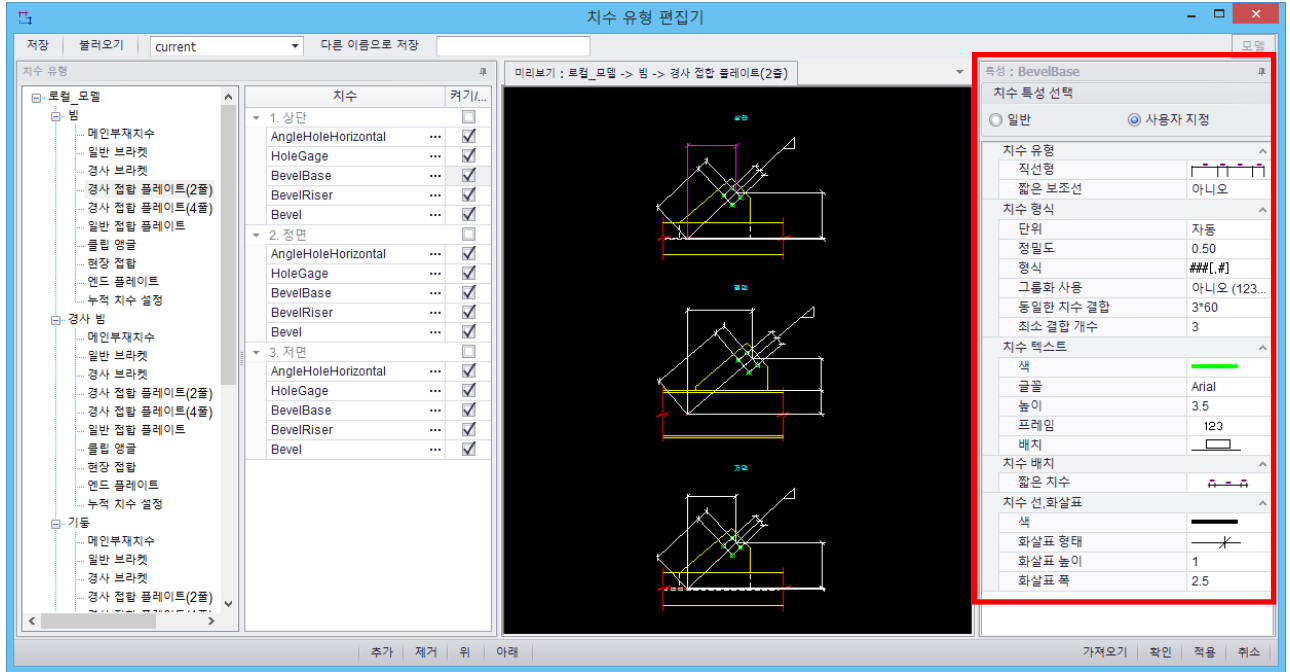 치수 유형 편집기
저장 불러오기 current 다른 이름으로 저장 모델
치수 유형
로컬_모델
빔
메인부재치수
일반 브라켓
경사 브라켓
경사 접합 플레이트(2줄)
경사 접합 플레이트(4줄)
일반 접합 플레이트
클립 앵글
현장 접합
엔드 플레이트
누적 치수 설정
경사 빔
메인부재치수
일반 브라켓
경사 브라켓
경사 접합 플레이트(2줄)
경사 접합 플레이트(4줄)
일반 접합 플레이트
클립 앵글
현장 접합
엔드 플레이트
누적 치수 설정
기둥
메인부재치수
일반 브라켓
경사 브라켓
경사 접합 플레이트(2줄)
치수 켜기/...
1. 상단
AngleHoleHorizontal ...
HoleGage ...
BevelBase ...
BevelRiser ...
Bevel ...
2. 정면
AngleHoleHorizontal ...
HoleGage ...
BevelBase ...
BevelRiser ...
Bevel ...
3. 저면
AngleHoleHorizontal ...
HoleGage ...
BevelBase ...
BevelRiser ...
Bevel ...
미리보기 : 로컬_모델 -> 빔 -> 경사 접합 플레이트(2줄)
특성 : BevelBase
치수 특성 선택
일반 사용자 지정
치수 유형
직선형
짧은 보조선 아니오
치수 형식
단위 자동
정밀도 0.50
형식 ###[.#]
그룹화 사용 아니오 (123...
동일한 치수 결합 3*60
최소 결합 개수 3
치수 텍스트
색
글꼴 Arial
높이 3.5
프레임 123
배치
치수 배치
짧은 치수
치수 선,화살표
색
화살표 형태
화살표 높이 1
화살표 폭 2.5
추가 제거 위 아래 가져오기 확인 적용 취소